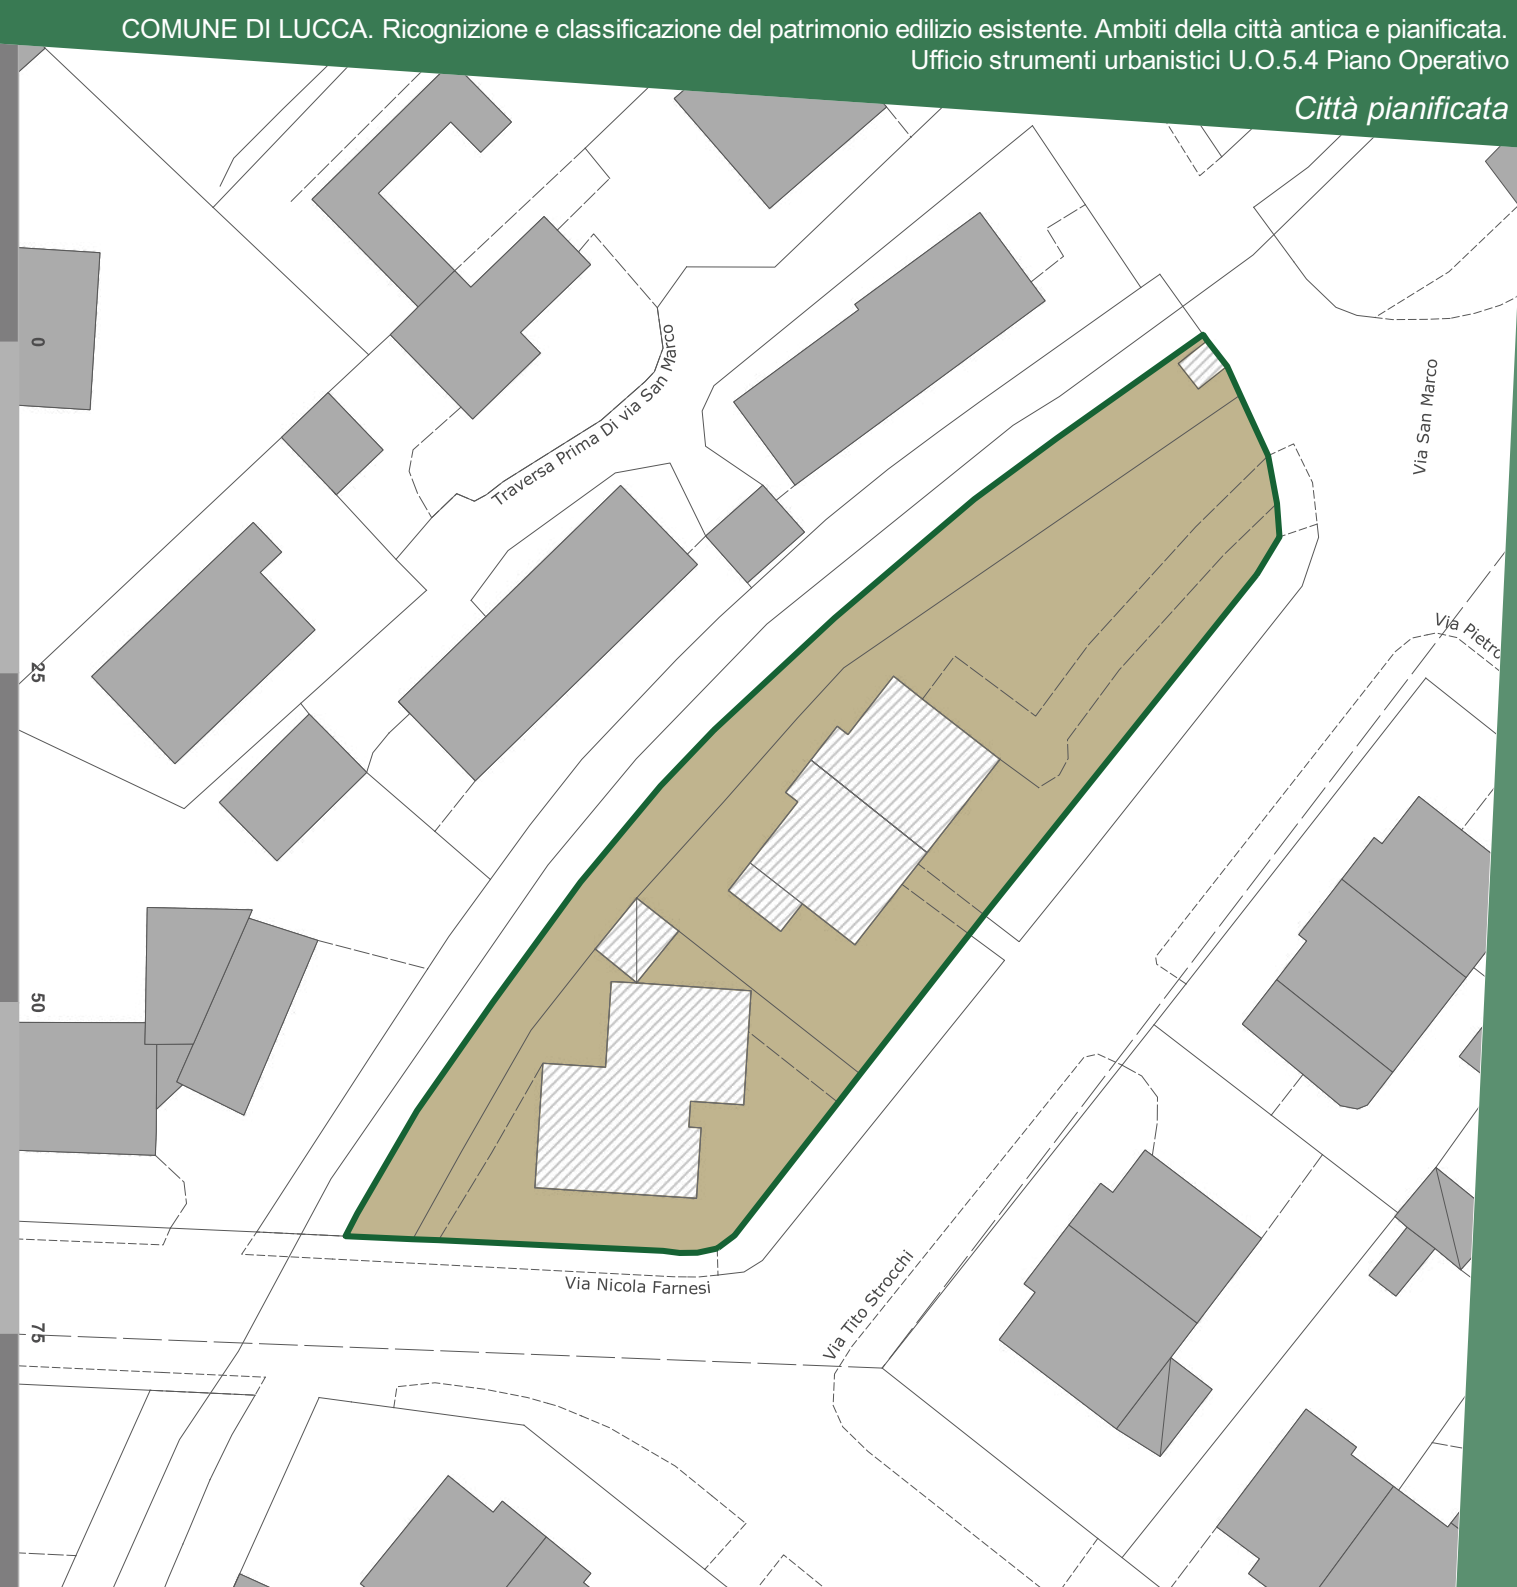 COMUNE DI LUCCA. Ricognizione e classificazione del patrimonio edilizio esistente. Ambiti della città antica e pianificata.
Ufficio strumenti urbanistici U.O.5.4 Piano Operativo
Città pianificata
0
Traversa Prima Di via San Marco
Via San Marco
25
Via Pietro
50
Via Nicola Farnesi
Via Tito Strocchi
75